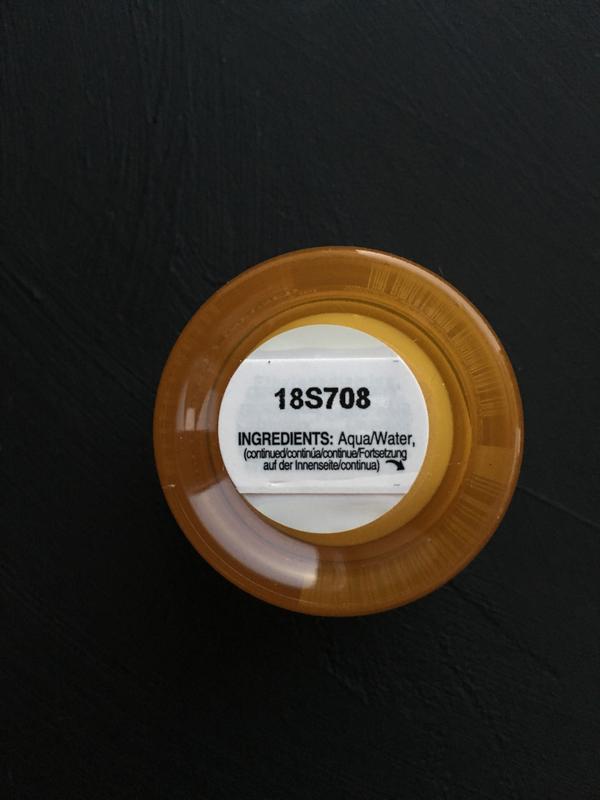 18S708
INGREDIENTS: Aqua/Water,
(continued/continúa/continue/Fortsetzung
auf der Innenseite/continua)